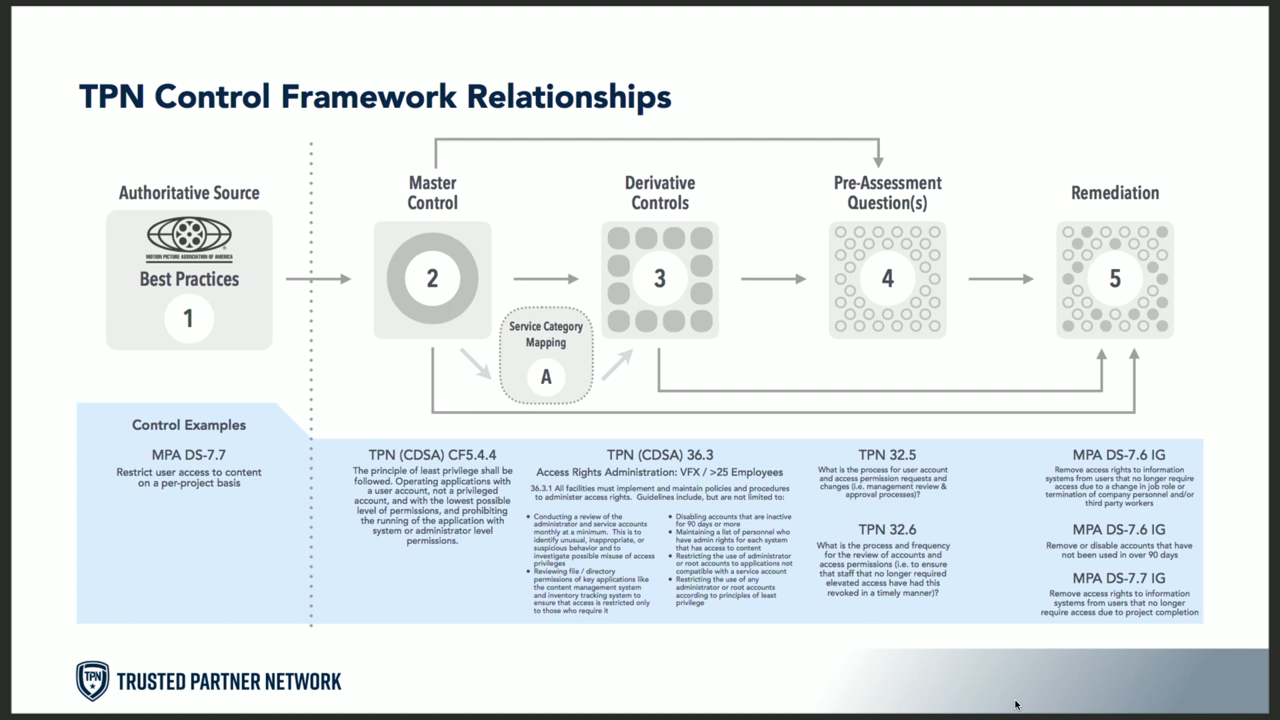 TPN Control Framework Relationships
Authoritative Source
MOTION PICTURE ASSOCIATION OF AMERICA
Best Practices
1
Master
Control
2
Service Category
Mapping
A
Derivative
Controls
3
Pre-Assessment
Question(s)
4
Remediation
5
Control Examples
MPA DS-7.7
Restrict user access to content
on a per-project basis
TPN (CDSA) CF5.4.4
The principle of least privilege shall be
followed. Operating applications with
a user account, not a privileged
account, and with the lowest possible
level of permissions, and prohibiting
the running of the application with
system or administrator level
permissions.
TPN (CDSA) 36.3
Access Rights Administration: VFX / >25 Employees
36.3.1 All facilities must implement and maintain policies and procedures
to administer access rights. Guidelines include, but are not limited to:
• Conducting a review of the
administrator and service accounts
monthly at a minimum. This is to
identify unusual, inappropriate, or
suspicious behavior and to
investigate possible misuse of access
privileges
• Reviewing file / directory
permissions of key applications like
the content management system
and inventory tracking system to
ensure that access is restricted only
to those who require it
• Disabling accounts that are inactive
for 90 days or more
• Maintaining a list of personnel who
have admin rights for each system
that has access to content
• Restricting the use of administrator
or root accounts to applications not
compatible with a service account
• Restricting the use of any
administrator or root accounts
according to principles of least
privilege
TPN 32.5
What is the process for user account
and access permission requests and
changes (i.e. management review &
approval processes)?
TPN 32.6
What is the process and frequency
for the review of accounts and
access permissions (i.e. to ensure
that staff that no longer required
elevated access have had this
revoked in a timely manner)?
MPA DS-7.6 IG
Remove access rights to information
systems from users that no longer require
access due to a change in job role or
termination of company personnel and/or
third party workers
MPA DS-7.6 IG
Remove or disable accounts that have
not been used in over 90 days
MPA DS-7.7 IG
Remove access rights to information
systems from users that no longer
require access due to project completion
TPN
TRUSTED PARTNER NETWORK